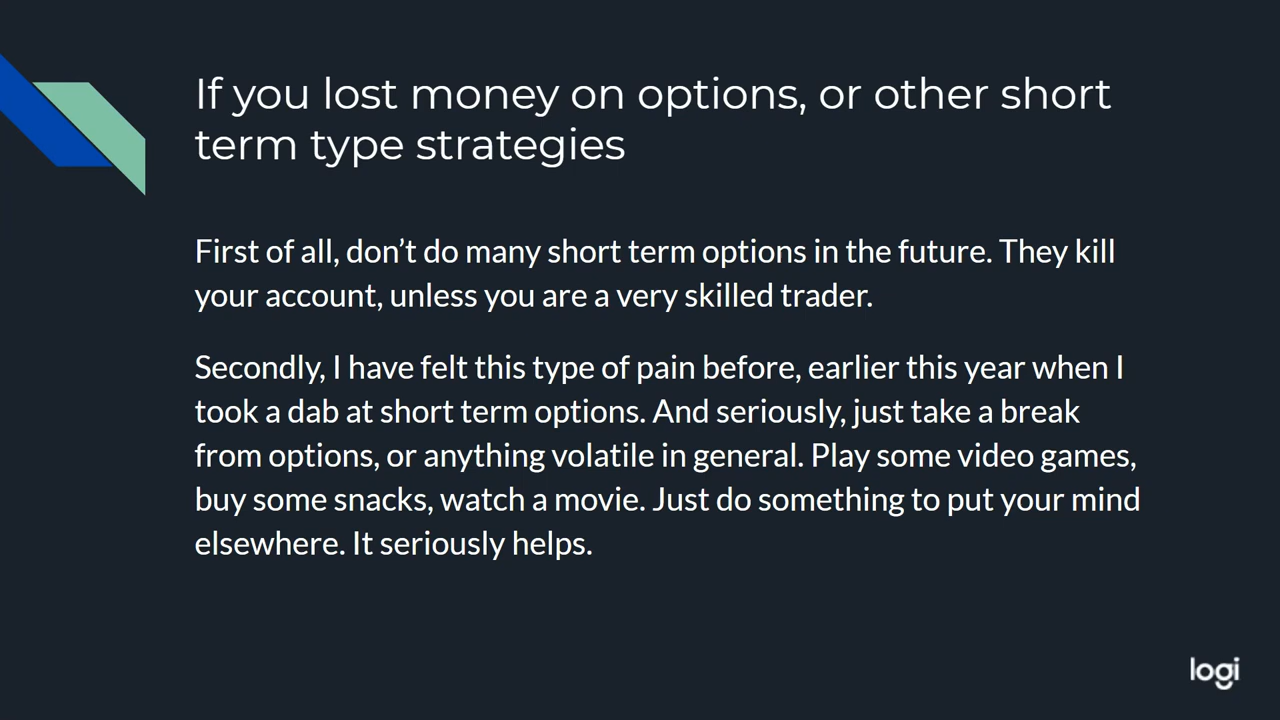 If you lost money on options, or other short
term type strategies
First of all, don’t do many short term options in the future. They kill
your account, unless you are a very skilled trader.
Secondly, I have felt this type of pain before, earlier this year when I
took a dab at short term options. And seriously, just take a break
from options, or anything volatile in general. Play some video games,
buy some snacks, watch a movie. Just do something to put your mind
elsewhere. It seriously helps.
logi